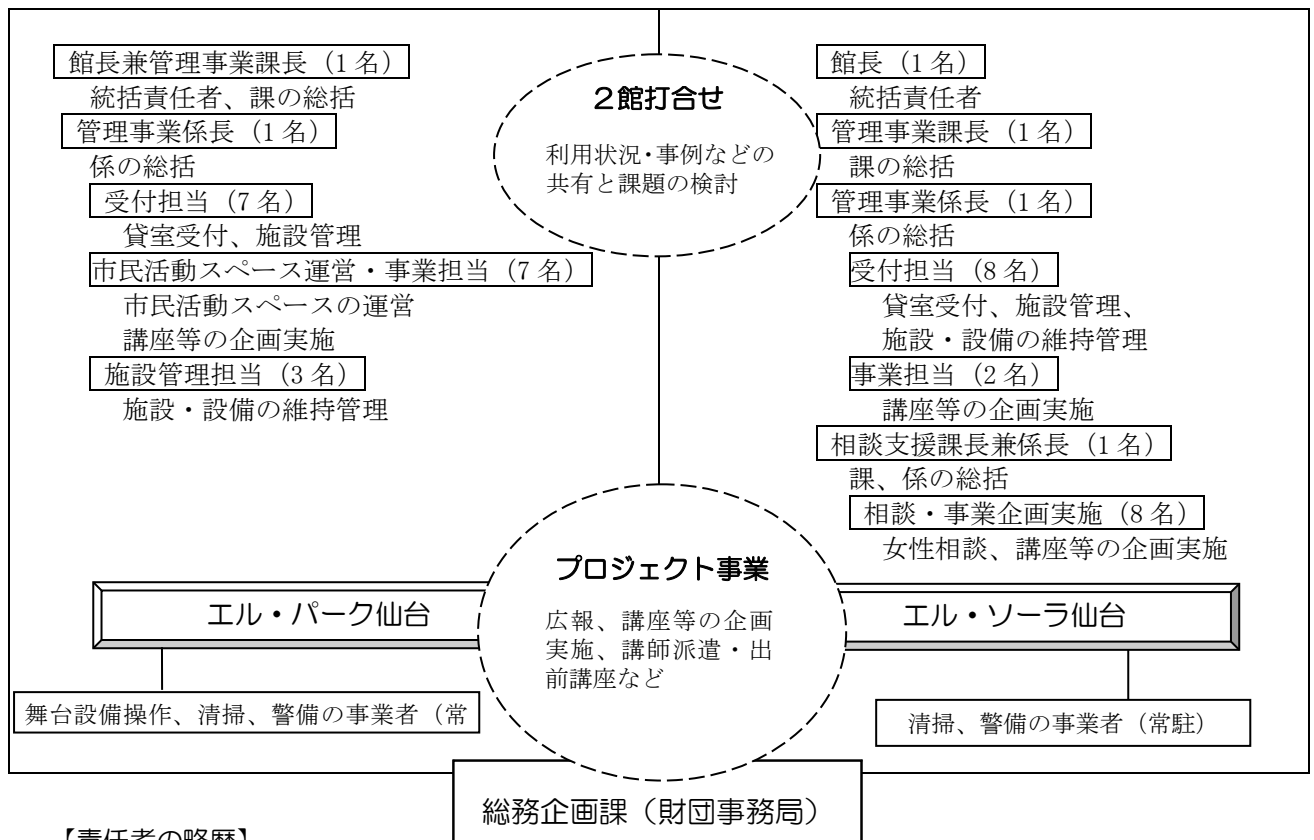 館長兼管理事業課長（1名）
統括責任者、課の総括
管理事業係長（1名）
係の総括
受付担当（7名）
貸室受付、施設管理
市民活動スペース運営・事業担当（7名）
市民活動スペースの運営
講座等の企画実施
施設管理担当（3名）
施設・設備の維持管理
２館打合せ
利用状況・事例などの
共有と課題の検討
館長（1名）
統括責任者
管理事業課長（1名）
課の総括
管理事業係長（1名）
係の総括
受付担当（8名）
貸室受付、施設管理、
施設・設備の維持管理
事業担当（2名）
講座等の企画実施
相談支援課長兼係長（1名）
課、係の総括
相談・事業企画実施（8名）
女性相談、講座等の企画実施
プロジェクト事業
広報、講座等の企画
実施、講師派遣・出
前講座など
エル・パーク仙台
エル・ソーラ仙台
舞台設備操作、清掃、警備の事業者（常
清掃、警備の事業者（常駐）
総務企画課（財団事務局）
【責任者の略歴】